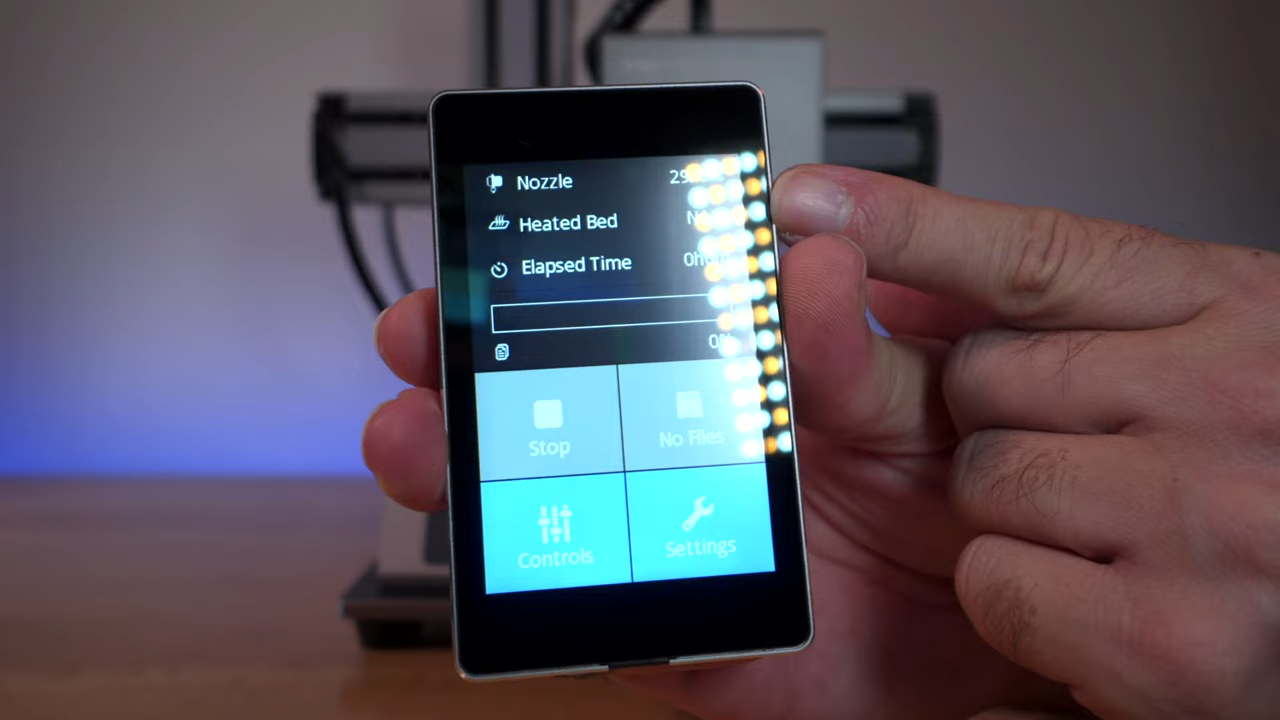 Nozzle
Heated Bed
Elapsed Time
Stop
No Files
Controls
Settings